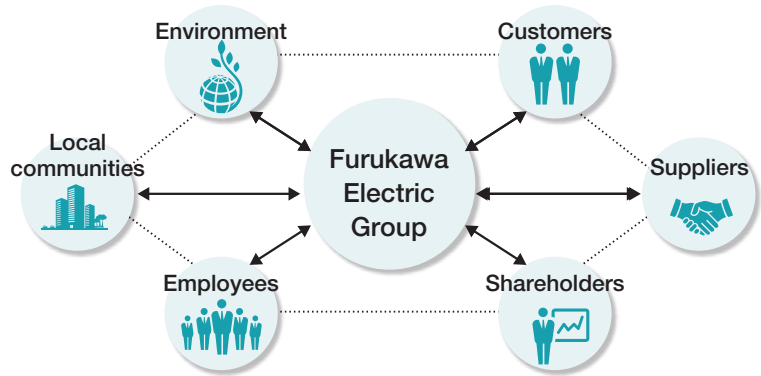 Environment
Customers
Local
communities
Furukawa
Electric
Group
Suppliers
Employees
Shareholders